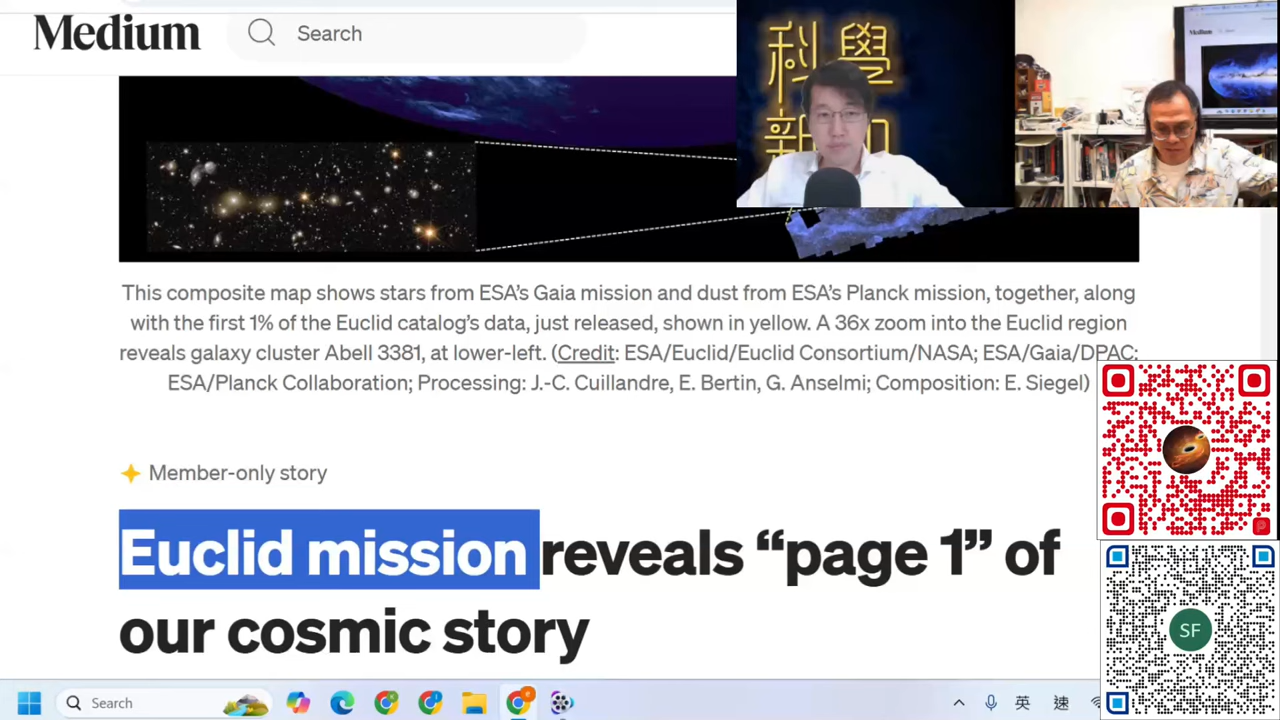 Medium
Search
科學
新知
This composite map shows stars from ESA’s Gaia mission and dust from ESA’s Planck mission, together, along
with the first 1% of the Euclid catalog’s data, just released, shown in yellow. A 36x zoom into the Euclid region
reveals galaxy cluster Abell 3381, at lower-left. (Credit: ESA/Euclid/Euclid Consortium/NASA; ESA/Gaia/DPAC;
ESA/Planck Collaboration; Processing: J.-C. Cuillandre, E. Bertin, G. Anselmi; Composition: E. Siegel)
Member-only story
Euclid mission reveals “page 1” of
our cosmic story
SF
Search
英
速